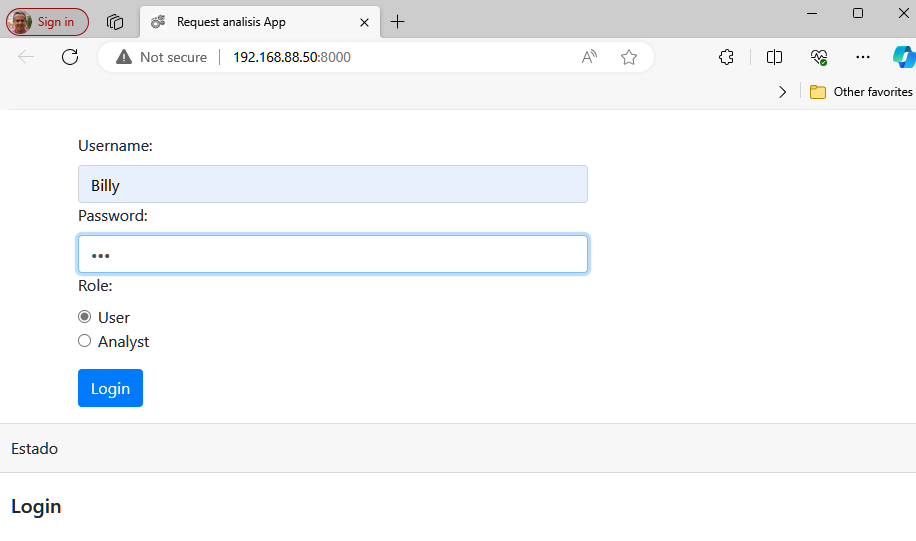 Sign in
Request analisis App
Not secure
192.168.88.50:8000
Other favorites
Username:
Billy
Password:
•••
Role:
User
Analyst
Login
Estado
Login